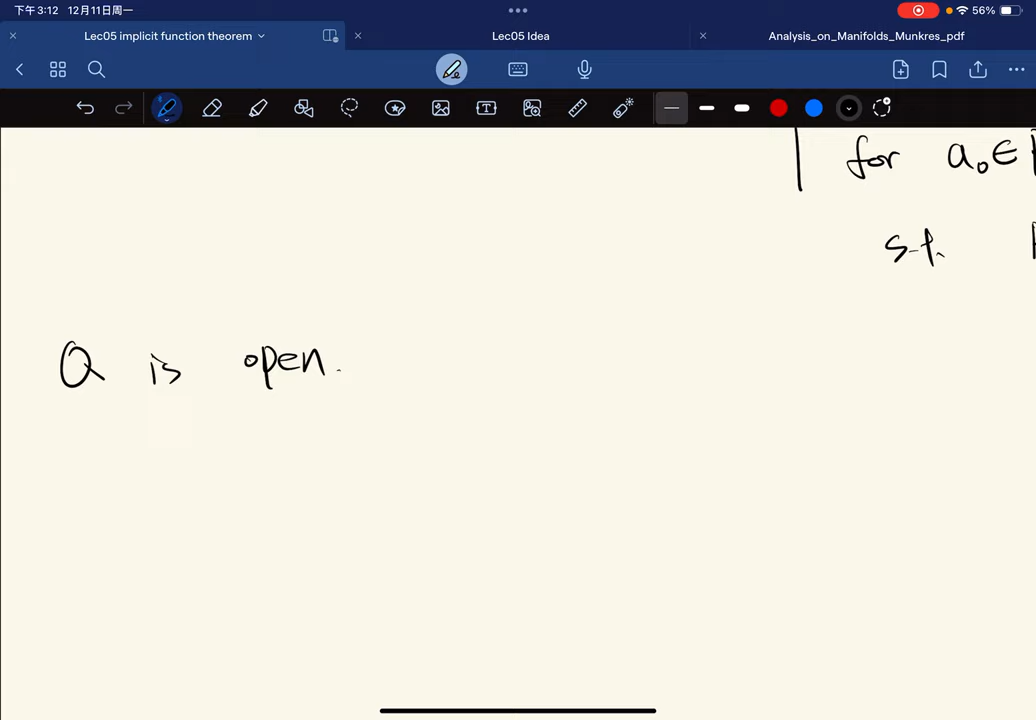 下午3:12 12月11日周一
56%
Lec05 implicit function theorem
Lec05 Idea
Analysis_on_Manifolds_Munkres_pdf
for a₀ ∈
s.t.
Q is open.